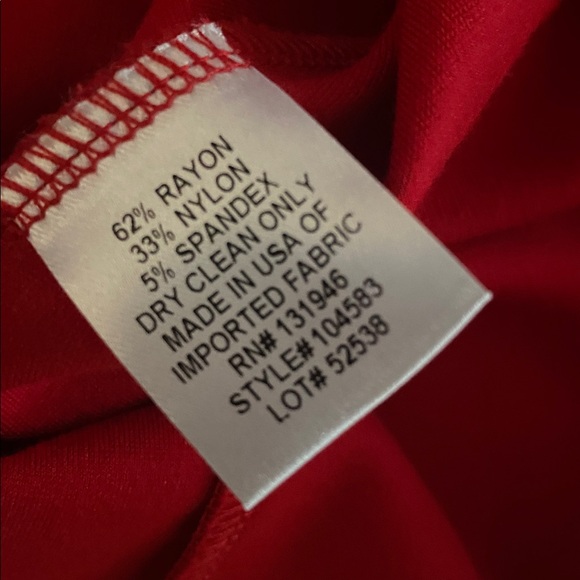 62% RAYON
33% NYLON
5% SPANDEX
DRY CLEAN ONLY
MADE IN USA OF
IMPORTED FABRIC
RN# 131946
STYLE# 104583
LOT# 52538